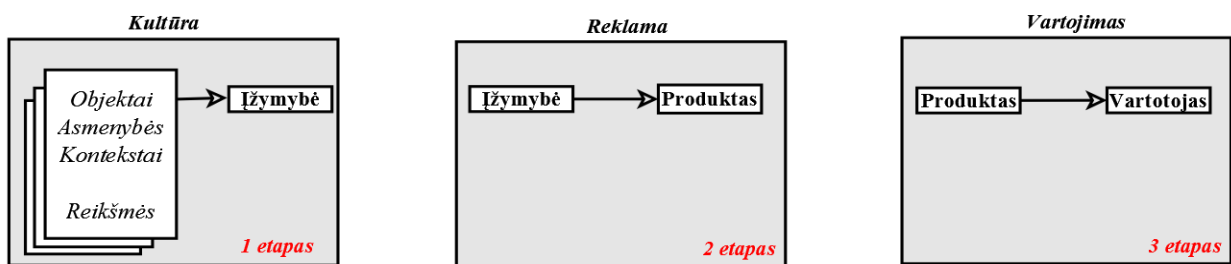 Kultūra
Objektai
Asmenybės
Kontekstai
Reikšmės
Įžymybė
1 etapas
Reklama
Įžymybė
Produktas
2 etapas
Vartojimas
Produktas
Vartotojas
3 etapas